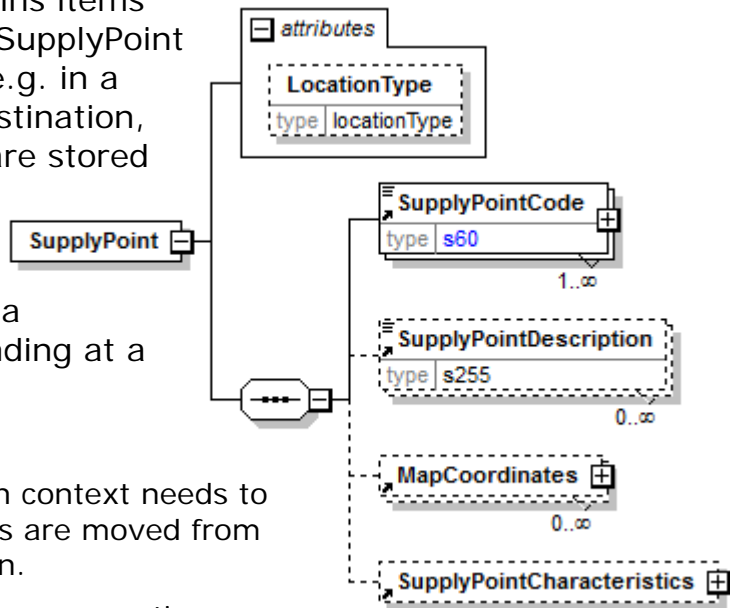 SupplyPoint
e.g. in a
stination,
are stored
a
nding at a
n context needs to
s are moved from
n.
attributes
LocationType
type locationType
SupplyPoint
SupplyPointCode
type s60
1..∞
SupplyPointDescription
type s255
0..∞
MapCoordinates
0..∞
SupplyPointCharacteristics